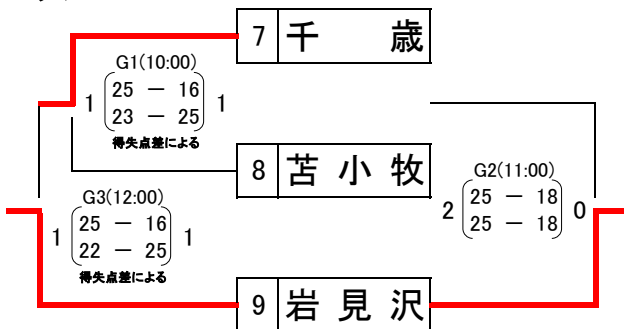 7 千歳
G1(10:00)
1 25 － 16 1
23 － 25
得失点差による
8 苫小牧
G2(11:00)
2 25 － 18 0
25 － 18
G3(12:00)
1 25 － 16 1
22 － 25
得失点差による
9 岩見沢